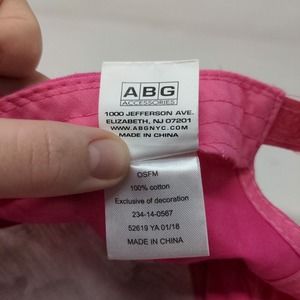 ABG
ACCESSORIES
1000 JEFFERSON AVE.
ELIZABETH, NJ 07201
WWW.ABGNYC.COM
MADE IN CHINA
OSFM
100% cotton
Exclusive of decoration
234-14-0587
52619 YA 01/18
MADE IN CHINA